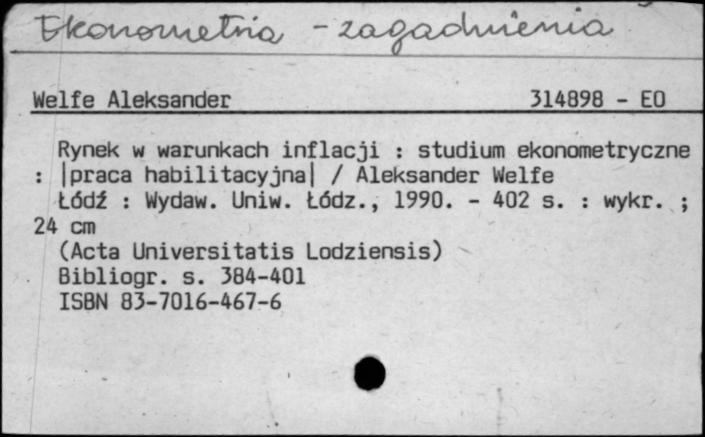 Ekonometria - zagadnienia
Welfe Aleksander 314898 - EO
Rynek w warunkach inflacji : studium ekonometryczne
: |praca habilitacyjna| / Aleksander Welfe
Łódź : Wydaw. Uniw. Łódz., 1990. - 402 s. : wykr. ;
24 cm
(Acta Universitatis Lodziensis)
Bibliogr. s. 384-401
ISBN 83-7016-467-6